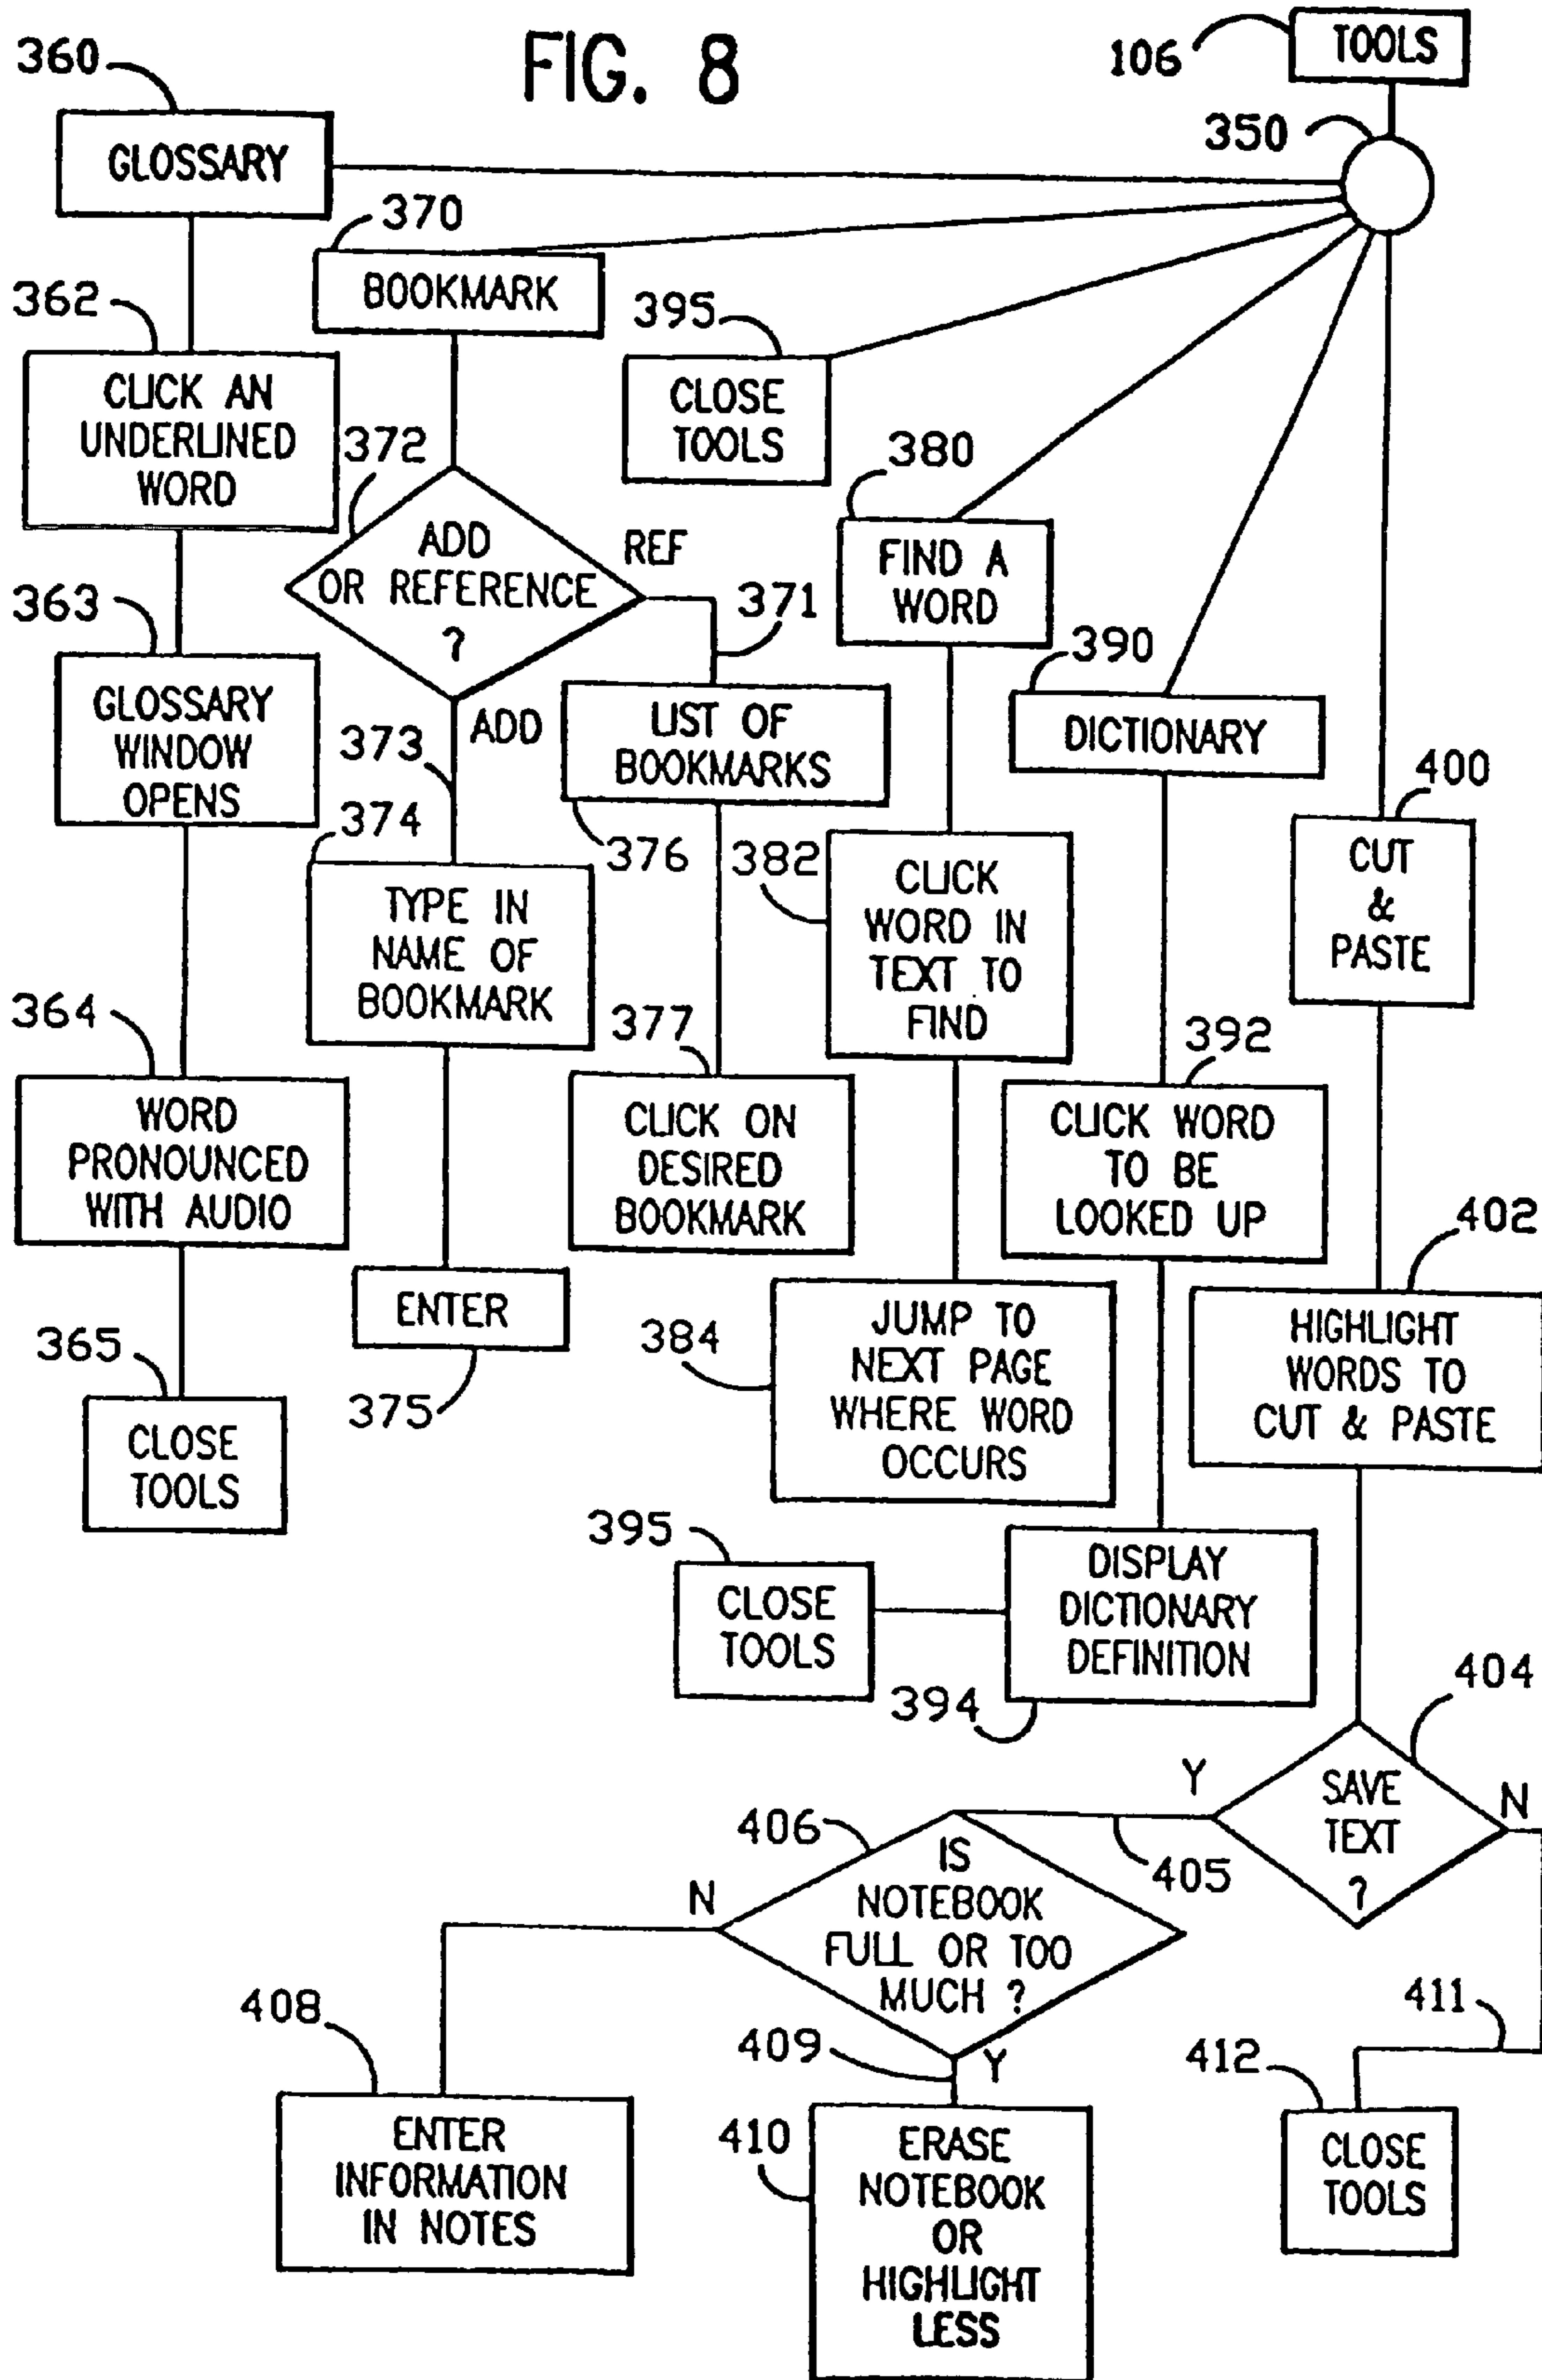 FIG. 8
106
TOOLS
350
360
GLOSSARY
370
BOOKMARK
395
CLOSE
TOOLS
362
CLICK AN
UNDERLINED
WORD
372
ADD
OR REFERENCE
?
REF
371
380
FIND A
WORD
363
GLOSSARY
WINDOW
OPENS
373
ADD
LIST OF
BOOKMARKS
376
390
DICTIONARY
400
CUT
&
PASTE
374
TYPE IN
NAME OF
BOOKMARK
382
CLICK
WORD IN
TEXT TO
FIND
364
WORD
PRONOUNCED
WITH AUDIO
377
CLICK ON
DESIRED
BOOKMARK
392
CLICK WORD
TO BE
LOOKED UP
402
HIGHLIGHT
WORDS TO
CUT & PASTE
ENTER
375
384
JUMP TO
NEXT PAGE
WHERE WORD
OCCURS
365
CLOSE
TOOLS
395
CLOSE
TOOLS
DISPLAY
DICTIONARY
DEFINITION
394
404
SAVE
TEXT
?
Y
N
405
406
IS
NOTEBOOK
FULL OR TOO
MUCH ?
N
Y
408
ENTER
INFORMATION
IN NOTES
409
410
ERASE
NOTEBOOK
OR
HIGHLIGHT
LESS
411
412
CLOSE
TOOLS